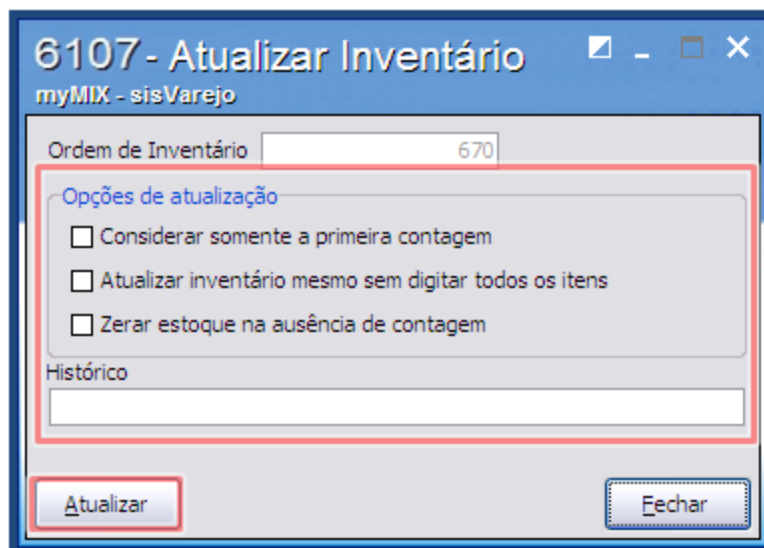 6107 - Atualizar Inventário
myMIX - sisVarejo
Ordem de Inventário 670
Opções de atualização
Considerar somente a primeira contagem
Atualizar inventário mesmo sem digitar todos os itens
Zerar estoque na ausência de contagem
Histórico
Atualizar Fechar